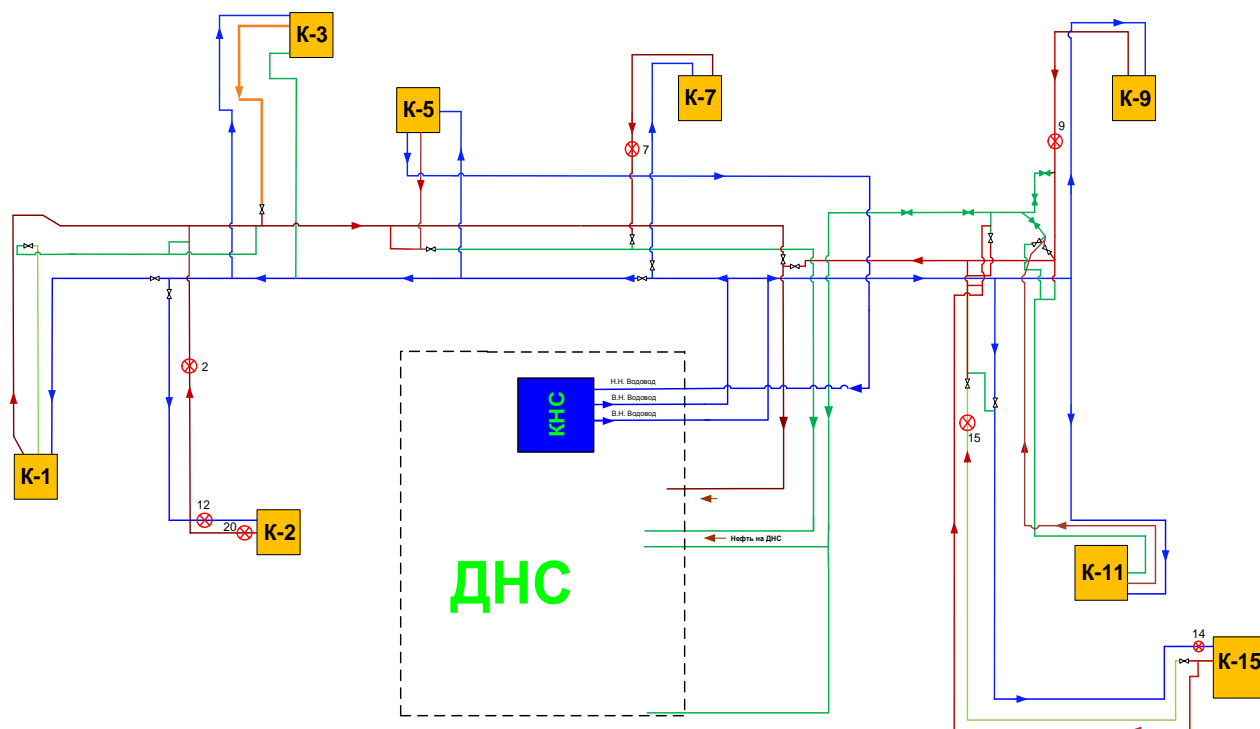 К-3
К-9
К-7
К-5
9
7
2
Н.Н. Водовод
КНС
В.Н. Водовод
В.Н. Водовод
15
К-1
12
20
К-2
Нефть на ДНС
ДНС
К-11
14
К-15